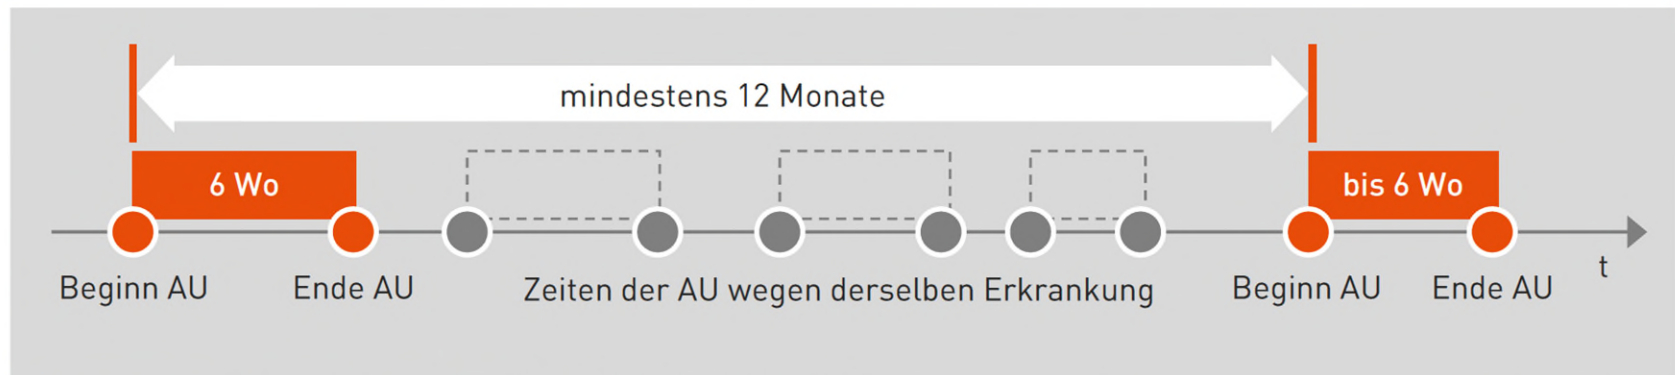 mindestens 12 Monate
6 Wo
bis 6 Wo
Beginn AU
Ende AU
Zeiten der AU wegen derselben Erkrankung
Beginn AU
Ende AU
t